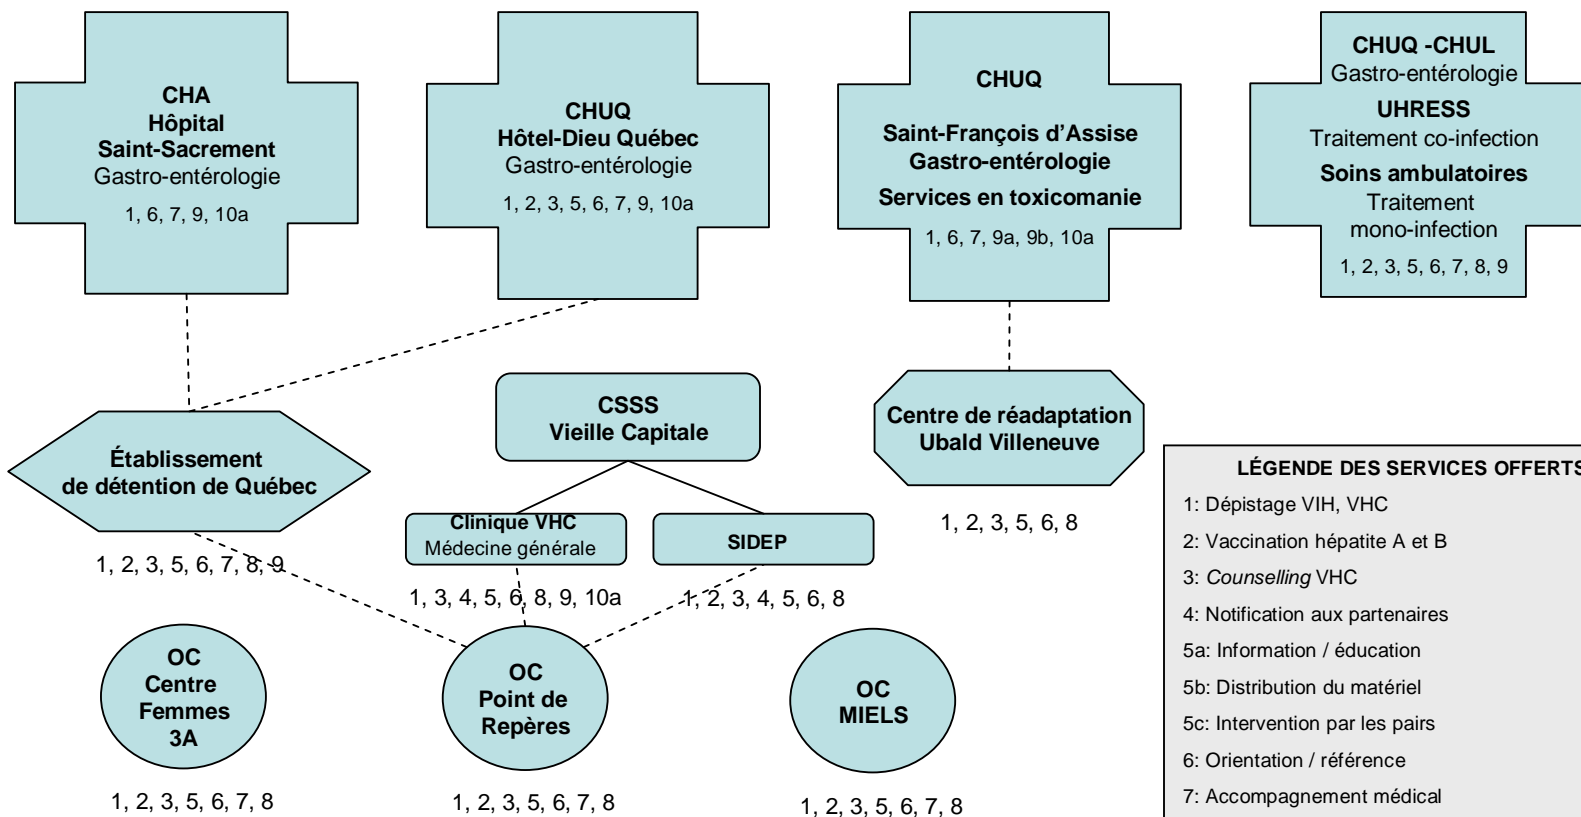 CHA
Hôpital
Saint-Sacrement
Gastro-entérologie
1, 6, 7, 9, 10a
CHUQ
Hôtel-Dieu Québec
Gastro-entérologie
1, 2, 3, 5, 6, 7, 9, 10a
CHUQ
Saint-François d’Assise
Gastro-entérologie
Services en toxicomanie
1, 6, 7, 9a, 9b, 10a
CHUQ -CHUL
Gastro-entérologie
UHRESS
Traitement co-infection
Soins ambulatoires
Traitement
mono-infection
1, 2, 3, 5, 6, 7, 8, 9
Établissement
de détention de Québec
1, 2, 3, 5, 6, 7, 8, 9
CSSS
Vieille Capitale
Clinique VHC
Médecine générale
1, 3, 4, 5, 6, 8, 9, 10a
SIDEP
1, 2, 3, 4, 5, 6, 8
Centre de réadaptation
Ubald Villeneuve
1, 2, 3, 5, 6, 8
OC
Centre
Femmes
3A
1, 2, 3, 5, 6, 7, 8
OC
Point de
Repères
1, 2, 3, 5, 6, 7, 8
OC
MIELS
1, 2, 3, 5, 6, 7, 8
LÉGENDE DES SERVICES OFFERTS
1: Dépistage VIH, VHC
2: Vaccination hépatite A et B
3: Counselling VHC
4: Notification aux partenaires
5a: Information / éducation
5b: Distribution du matériel
5c: Intervention par les pairs
6: Orientation / référence
7: Accompagnement médical